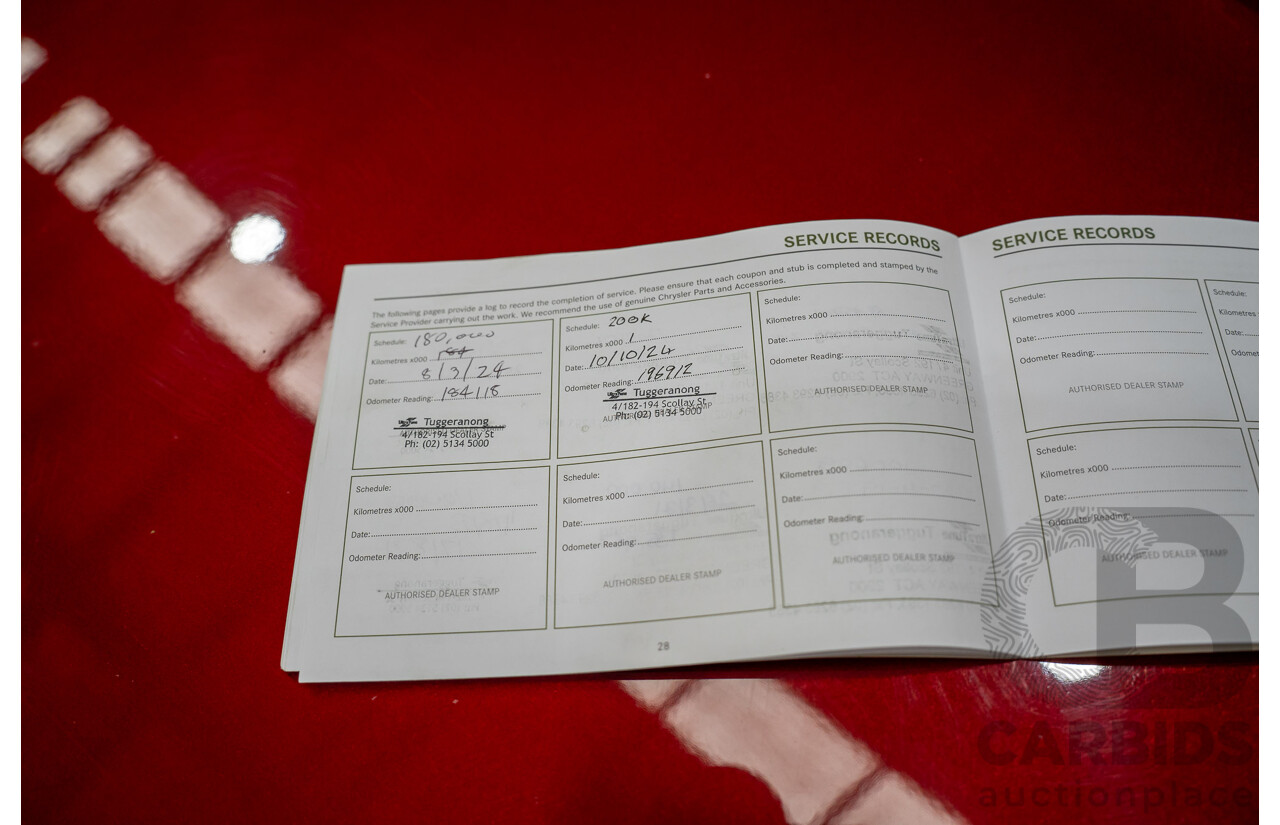 SERVICE RECORDS
The following pages provide a log to record the completion of service. Please ensure that each coupon and stub is completed and stamped by the
Service Provider carrying out the work. We recommend the use of genuine Chrysler Parts and Accessories.
Schedule: 180,000
Kilometres x000
Date: 8/3/24
Odometer Reading: 184118
Tuggeranong
4/182-194 Scollay St
Ph: (02) 5134 5000
Schedule: 200K
Kilometres x000
Date: 10/10/24
Odometer Reading: 196912
Tuggeranong
4/182-194 Scollay St
AUTHORISED DEALER STAMP
Ph: (02) 5134 5000
Schedule:
Kilometres x000
Date:
Odometer Reading:
AUTHORISED DEALER STAMP
Schedule:
Kilometres x000
Date:
Odometer Reading:
AUTHORISED DEALER STAMP
Schedule:
Kilometres x000
Date:
Odometer Reading:
AUTHORISED DEALER STAMP
Schedule:
Kilometres x000
Date:
Odometer Reading:
AUTHORISED DEALER STAMP
28
SERVICE RECORDS
Schedule:
Kilometres x000
Date:
Odometer Reading:
AUTHORISED DEALER STAMP
Schedule:
Kilometres
Date:
Schedule:
Kilometres x000
Date:
Odometer Reading:
AUTHORISED DEALER STAMP
CB
CARBIDS
auctionplace